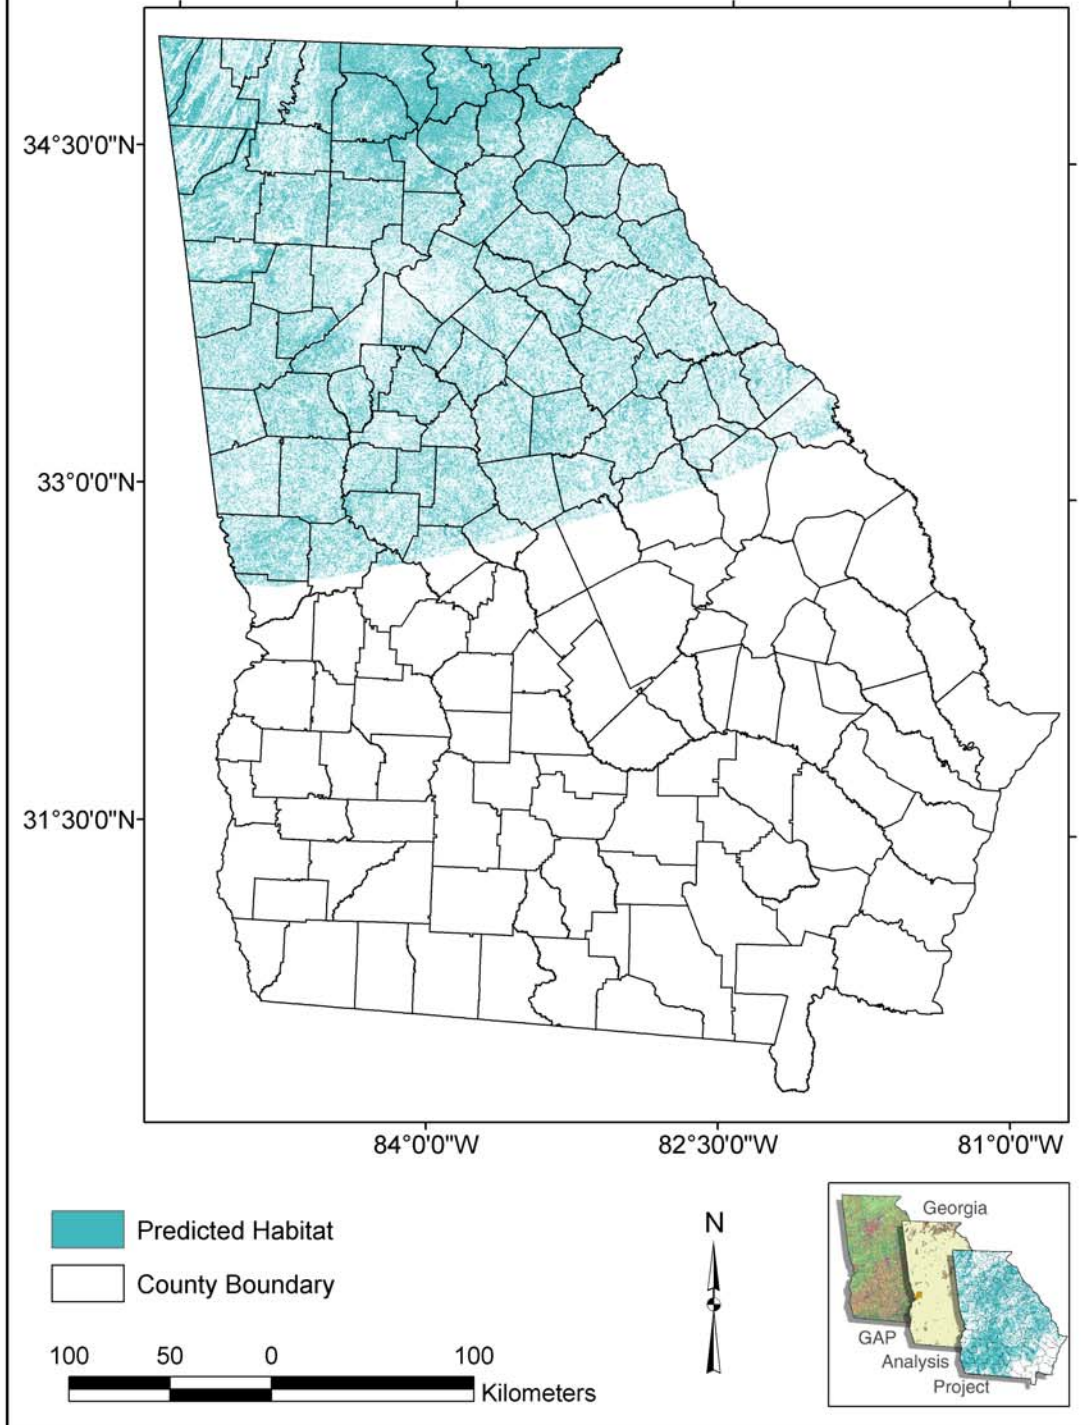 34°30'0"N
33°0'0"N
31°30'0"N
84°0'0"W 82°30'0"W 81°0'0"W
Predicted Habitat
County Boundary
100 50 0 100
Kilometers
N
Georgia
GAP
Analysis
Project